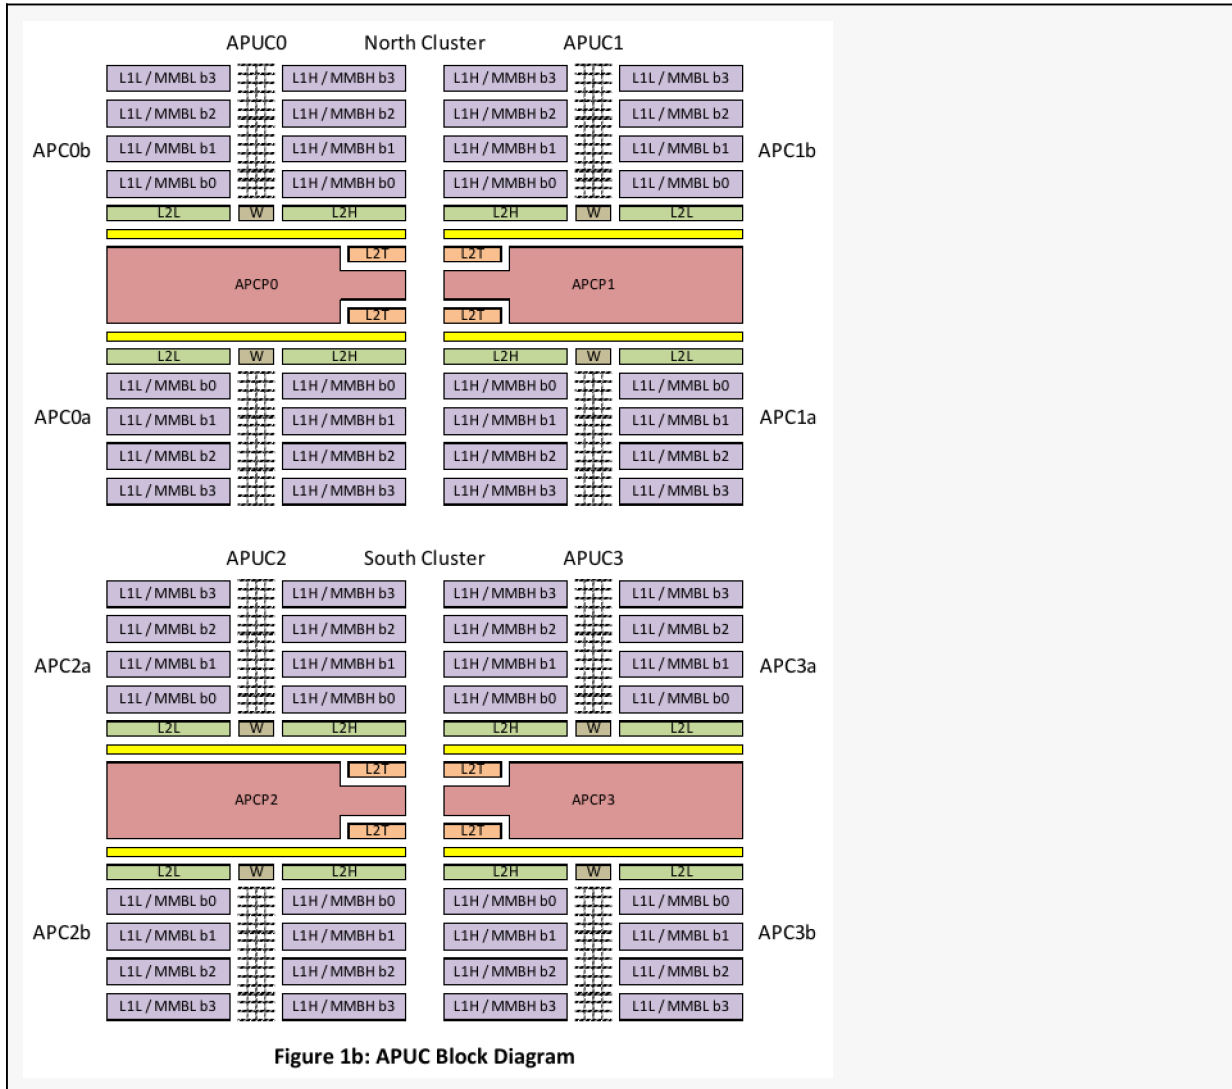 APUC0 North Cluster APUC1
L1L / MMBL b3 L1H / MMBH b3 L1H / MMBH b3 L1L / MMBL b3
L1L / MMBL b2 L1H / MMBH b2 L1H / MMBH b2 L1L / MMBL b2
APC0b L1L / MMBL b1 L1H / MMBH b1 L1H / MMBH b1 L1L / MMBL b1 APC1b
L1L / MMBL b0 L1H / MMBH b0 L1H / MMBH b0 L1L / MMBL b0
L2L W L2H L2H W L2L
L2T L2T
APCP0 APCP1
L2T L2T
L2L W L2H L2H W L2L
L1L / MMBL b0 L1H / MMBH b0 L1H / MMBH b0 L1L / MMBL b0
APC0a L1L / MMBL b1 L1H / MMBH b1 L1H / MMBH b1 L1L / MMBL b1 APC1a
L1L / MMBL b2 L1H / MMBH b2 L1H / MMBH b2 L1L / MMBL b2
L1L / MMBL b3 L1H / MMBH b3 L1H / MMBH b3 L1L / MMBL b3
APUC2 South Cluster APUC3
L1L / MMBL b3 L1H / MMBH b3 L1H / MMBH b3 L1L / MMBL b3
L1L / MMBL b2 L1H / MMBH b2 L1H / MMBH b2 L1L / MMBL b2
APC2a L1L / MMBL b1 L1H / MMBH b1 L1H / MMBH b1 L1L / MMBL b1 APC3a
L1L / MMBL b0 L1H / MMBH b0 L1H / MMBH b0 L1L / MMBL b0
L2L W L2H L2H W L2L
L2T L2T
APCP2 APCP3
L2T L2T
L2L W L2H L2H W L2L
L1L / MMBL b0 L1H / MMBH b0 L1H / MMBH b0 L1L / MMBL b0
APC2b L1L / MMBL b1 L1H / MMBH b1 L1H / MMBH b1 L1L / MMBL b1 APC3b
L1L / MMBL b2 L1H / MMBH b2 L1H / MMBH b2 L1L / MMBL b2
L1L / MMBL b3 L1H / MMBH b3 L1H / MMBH b3 L1L / MMBL b3
Figure 1b: APUC Block Diagram